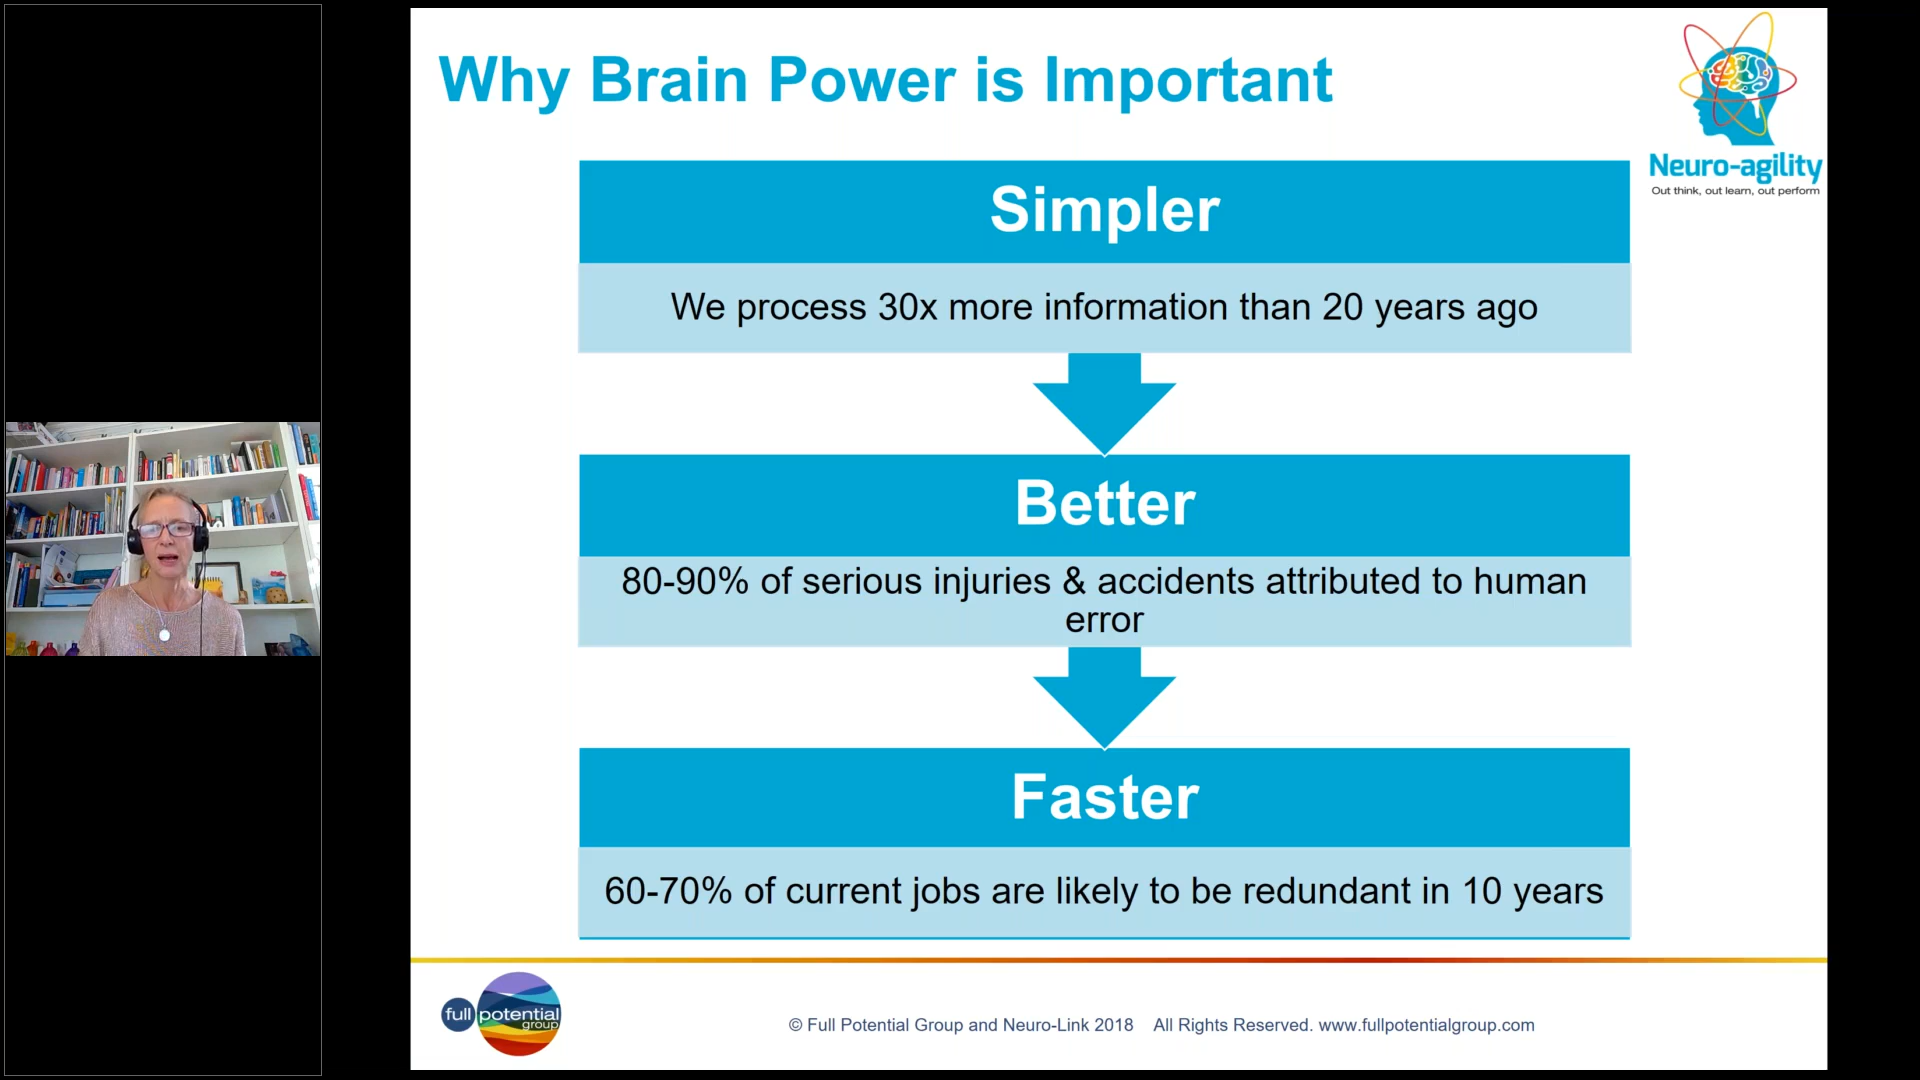 Why Brain Power is Important
Neuro-agility
Out think, out learn, out perform
Simpler
We process 30x more information than 20 years ago
Better
80-90% of serious injuries & accidents attributed to human
error
Faster
60-70% of current jobs are likely to be redundant in 10 years
full potential
group
© Full Potential Group and Neuro-Link 2018 All Rights Reserved. www.fullpotentialgroup.com